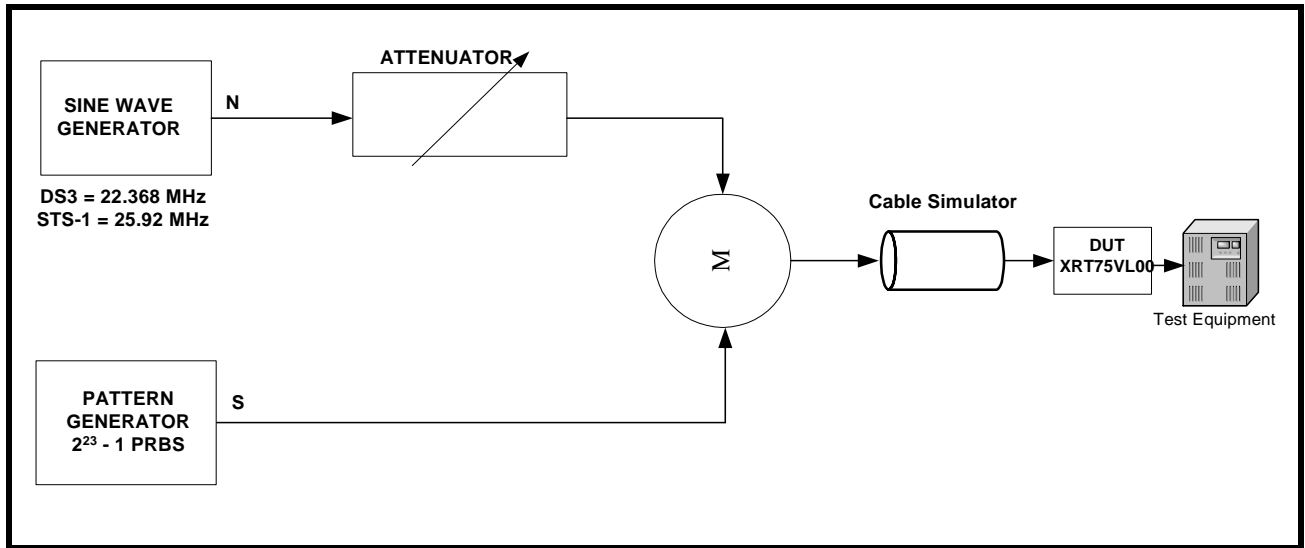 ATTENUATOR
SINE WAVE
GENERATOR
N
DS3 = 22.368 MHz
STS-1 = 25.92 MHz
M
Cable Simulator
DUT
XRT75VL00
Test Equipment
PATTERN
GENERATOR
2²³ - 1 PRBS
S